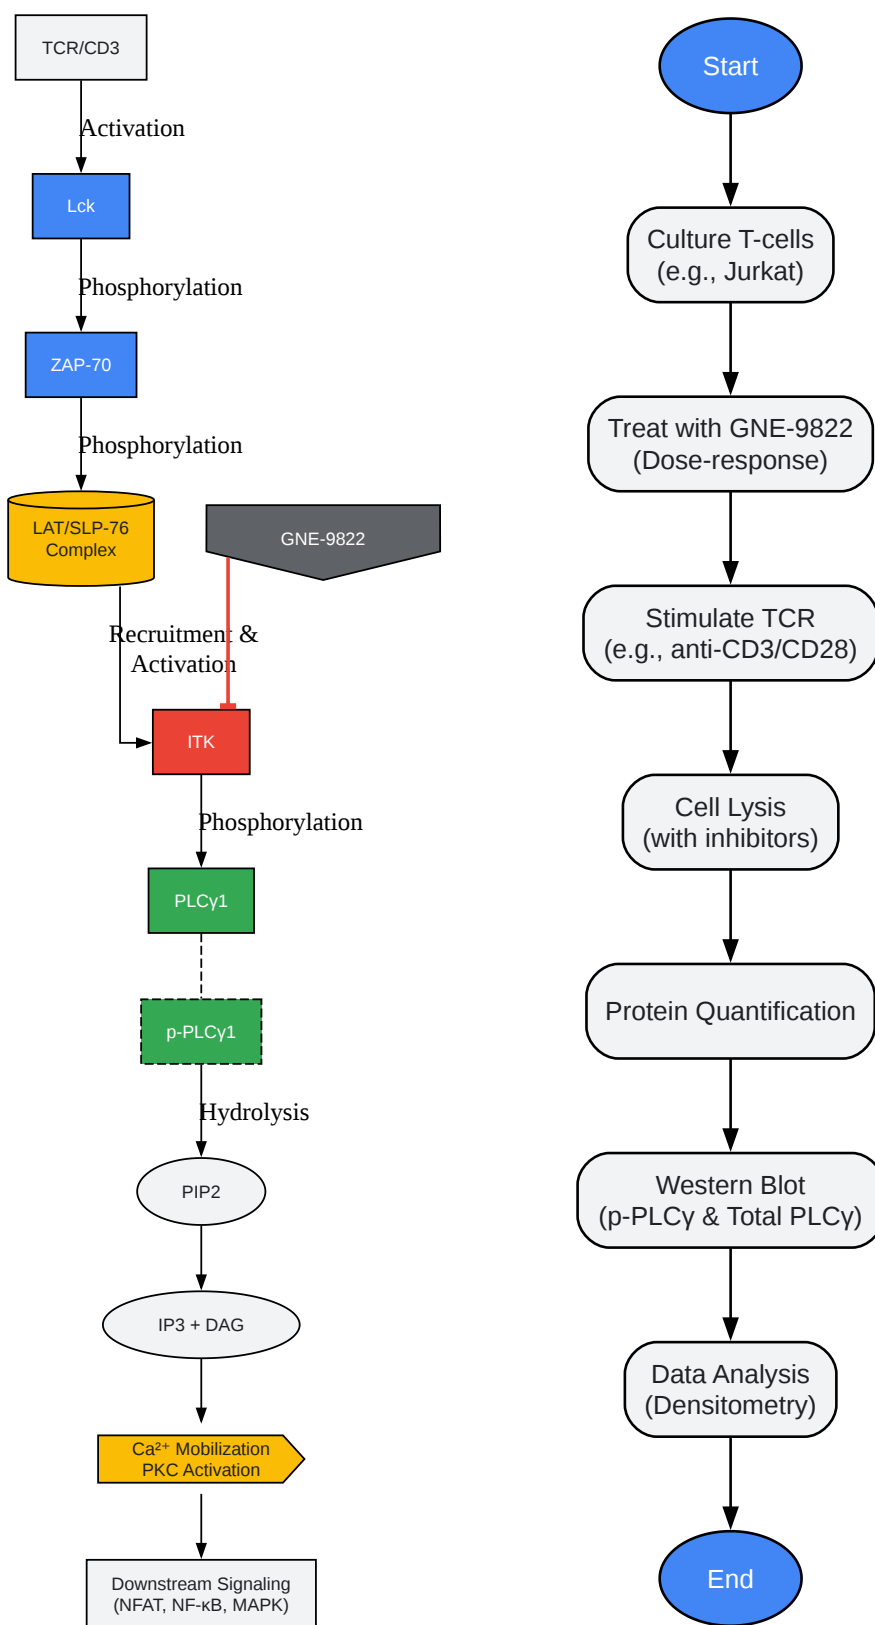 TCR/CD3
Activation
Lck
Phosphorylation
ZAP-70
Phosphorylation
LAT/SLP-76
Complex
GNE-9822
Recruitment &
Activation
ITK
Phosphorylation
PLCγ1
p-PLCγ1
Hydrolysis
PIP2
IP3 + DAG
Ca²⁺ Mobilization
PKC Activation
Downstream Signaling
(NFAT, NF-κB, MAPK)
Start
Culture T-cells
(e.g., Jurkat)
Treat with GNE-9822
(Dose-response)
Stimulate TCR
(e.g., anti-CD3/CD28)
Cell Lysis
(with inhibitors)
Protein Quantification
Western Blot
(p-PLCγ & Total PLCγ)
Data Analysis
(Densitometry)
End